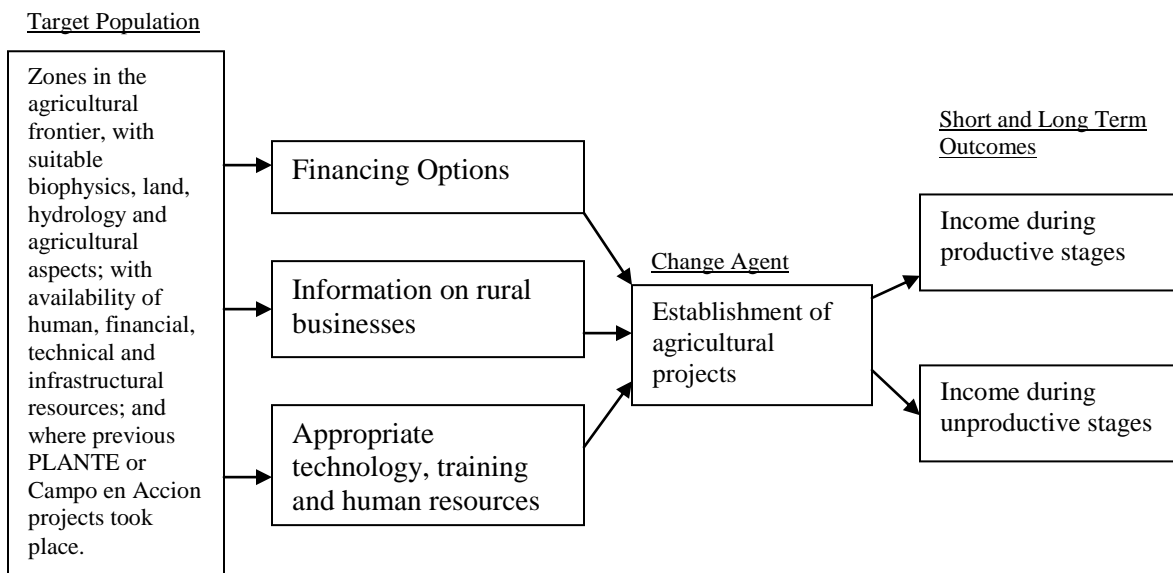 Target Population
Zones in the
agricultural
frontier, with
suitable
biophysics, land,
hydrology and
agricultural
aspects; with
availability of
human, financial,
technical and
infrastructural
resources; and
where previous
PLANTE or
Campo en Accion
projects took
place.
Financing Options
Information on rural
businesses
Appropriate
technology, training
and human resources
Change Agent
Establishment of
agricultural
projects
Short and Long Term
Outcomes
Income during
productive stages
Income during
unproductive stages